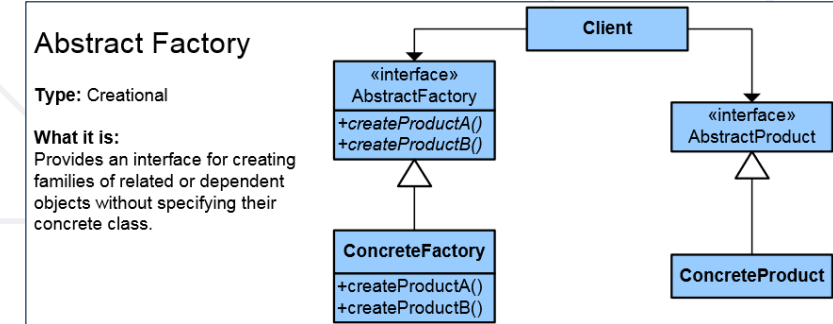 Abstract Factory
Type: Creational
What it is:
Provides an interface for creating
families of related or dependent
objects without specifying their
concrete class.
Client
«interface»
AbstractFactory
+createProductA()
+createProductB()
«interface»
AbstractProduct
ConcreteFactory
+createProductA()
+createProductB()
ConcreteProduct